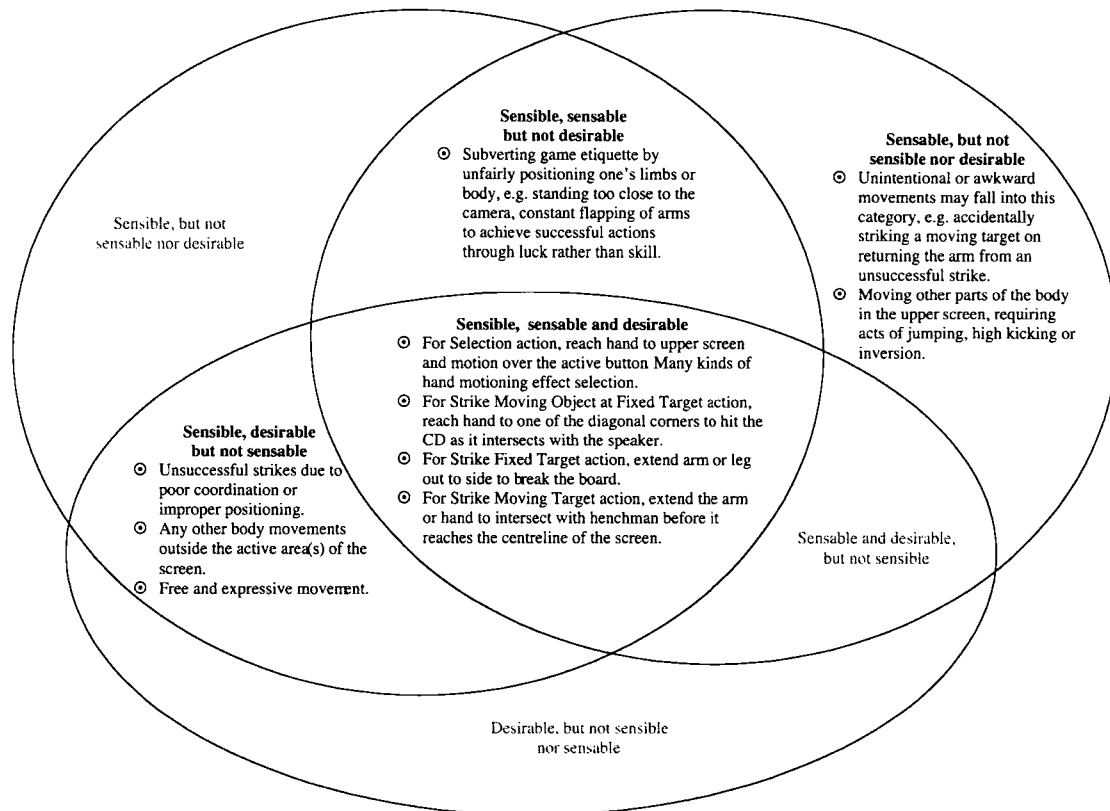 Sensible, sensable
but not desirable
⊙ Subverting game etiquette by
unfairly positioning one's limbs or
body, e.g. standing too close to the
camera, constant flapping of arms
to achieve successful actions
through luck rather than skill.
Sensable, but not
sensible nor desirable
⊙ Unintentional or awkward
movements may fall into this
category, e.g. accidentally
striking a moving target on
returning the arm from an
unsuccessful strike.
⊙ Moving other parts of the body
in the upper screen, requiring
acts of jumping, high kicking or
inversion.
Sensible, but not
sensable nor desirable
Sensible, sensable and desirable
⊙ For Selection action, reach hand to upper screen
and motion over the active button Many kinds of
hand motioning effect selection.
⊙ For Strike Moving Object at Fixed Target action,
reach hand to one of the diagonal corners to hit the
CD as it intersects with the speaker.
⊙ For Strike Fixed Target action, extend arm or leg
out to side to break the board.
⊙ For Strike Moving Target action, extend the arm
or hand to intersect with henchman before it
reaches the centreline of the screen.
Sensible, desirable
but not sensable
⊙ Unsuccessful strikes due to
poor coordination or
improper positioning.
⊙ Any other body movements
outside the active area(s) of the
screen.
⊙ Free and expressive movement.
Sensable and desirable,
but not sensible
Desirable, but not sensible
nor sensable